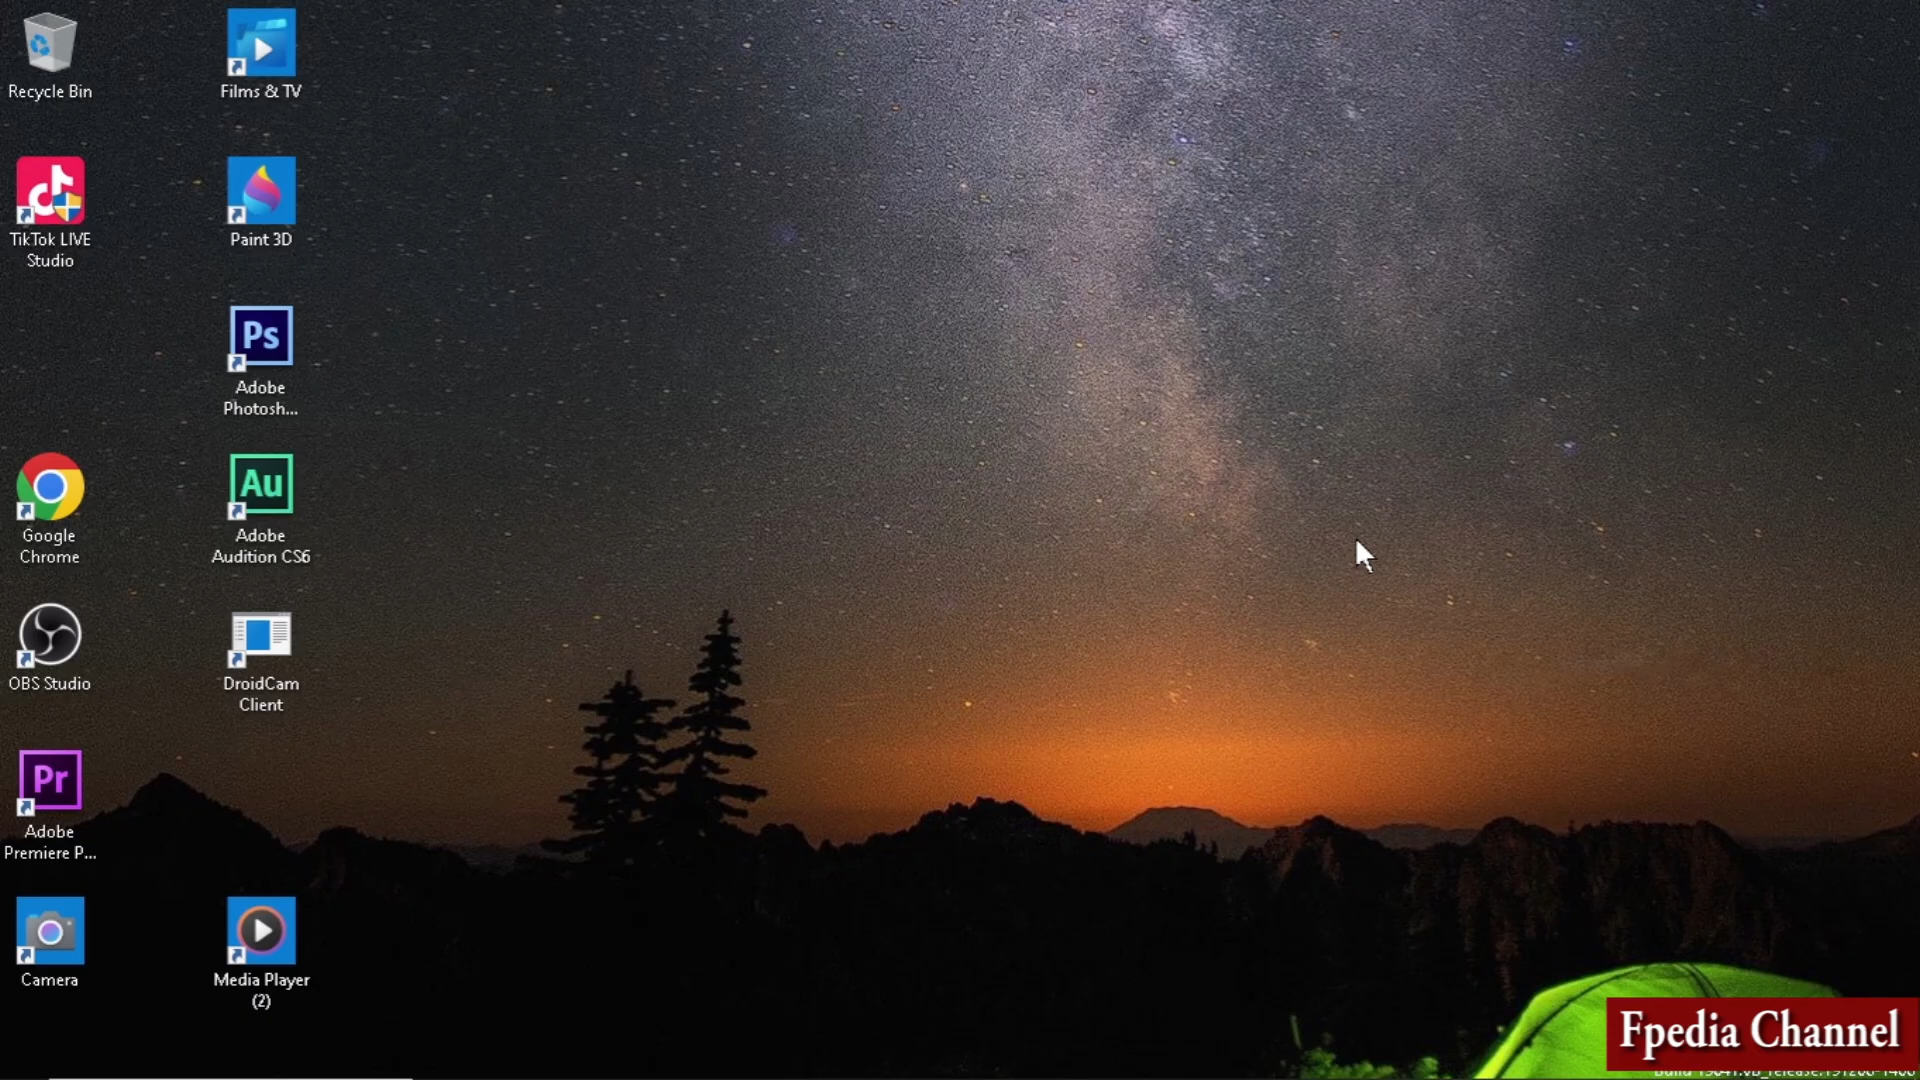 Recycle Bin
Films & TV
TikTok LIVE
Studio
Paint 3D
Ps
Adobe
Photosh...
Google
Chrome
Au
Adobe
Audition CS6
OBS Studio
DroidCam
Client
Pr
Adobe
Premiere P...
Camera
Media Player
(2)
Fpedia Channel